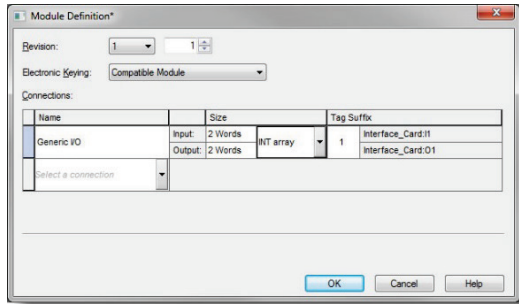 Module Definition*
Revision: 1 1
Electronic Keying: Compatible Module
Connections:
Name Size Tag Suffix
Generic I/O Input: 2 Words INT array 1 Interface_Card:I1
Output: 2 Words Interface_Card:O1
Select a connection
OK Cancel Help